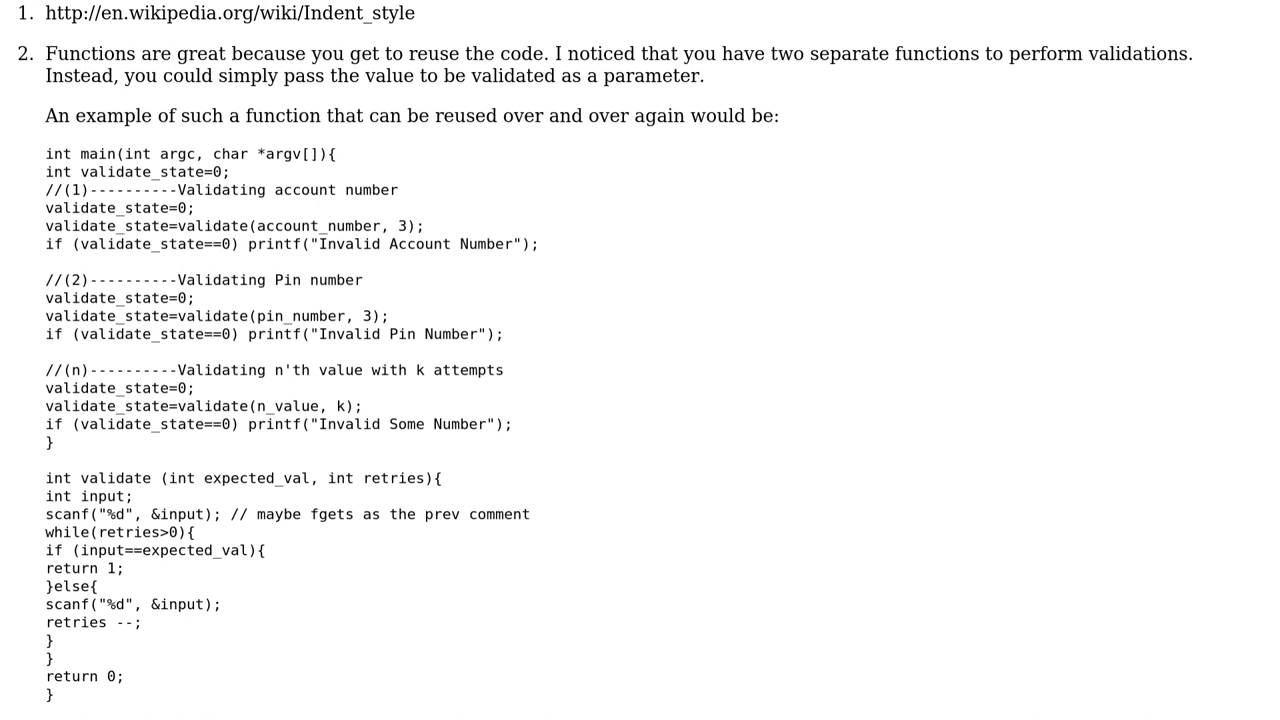 1. http://en.wikipedia.org/wiki/Indent_style
2. Functions are great because you get to reuse the code. I noticed that you have two separate functions to perform validations.
Instead, you could simply pass the value to be validated as a parameter.
An example of such a function that can be reused over and over again would be:
int main(int argc, char *argv[]){
int validate_state=0;
//(1)----------Validating account number
validate_state=0;
validate_state=validate(account_number, 3);
if (validate_state==0) printf("Invalid Account Number");
//(2)----------Validating Pin number
validate_state=0;
validate_state=validate(pin_number, 3);
if (validate_state==0) printf("Invalid Pin Number");
//(n)----------Validating n'th value with k attempts
validate_state=0;
validate_state=validate(n_value, k);
if (validate_state==0) printf("Invalid Some Number");
}
int validate (int expected_val, int retries){
int input;
scanf("%d", &input); // maybe fgets as the prev comment
while(retries>0){
if (input==expected_val){
return 1;
}else{
scanf("%d", &input);
retries --;
}
}
return 0;
}